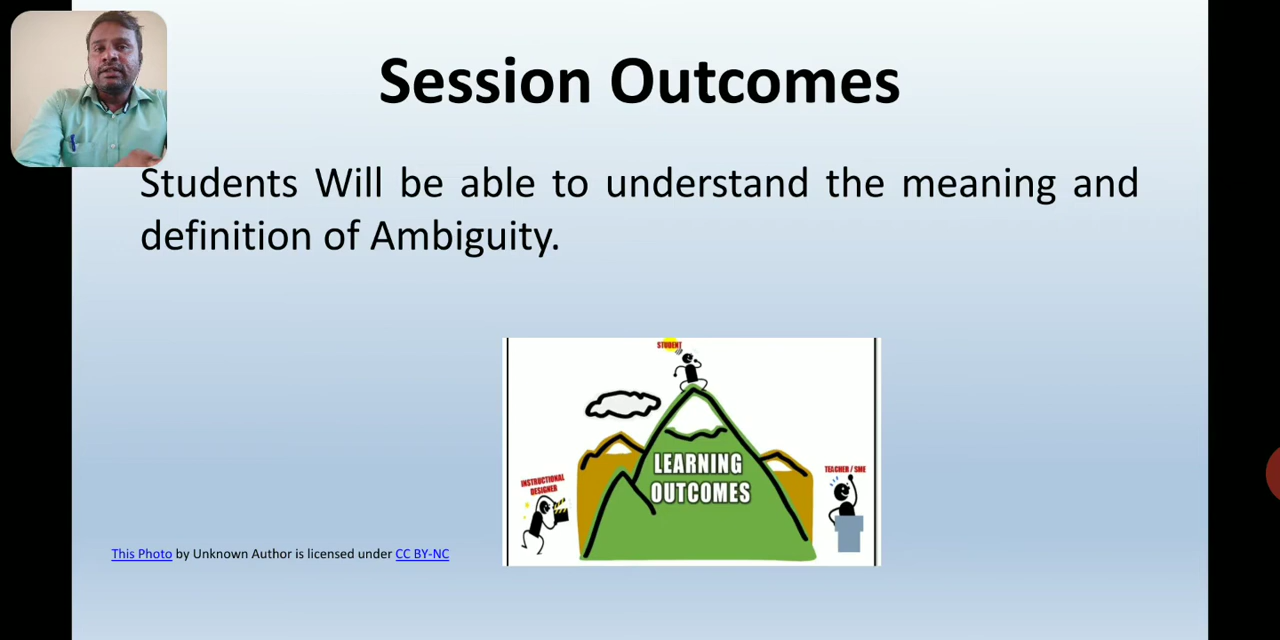 Session Outcomes
Students Will be able to understand the meaning and
definition of Ambiguity.
STUDENT
LEARNING
OUTCOMES
INSTRUCTIONAL
DESIGNER
TEACHER / SME
This Photo by Unknown Author is licensed under CC BY-NC